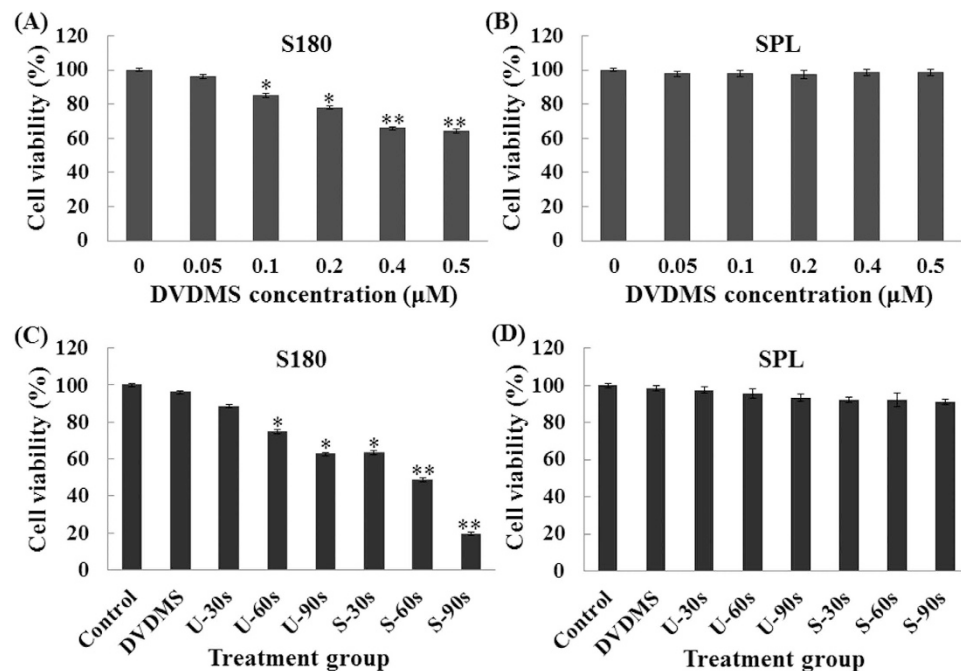 (A)
S180
Cell viability (%)
120
100
80
60
40
20
0
* * ** **
0 0.05 0.1 0.2 0.4 0.5
DVDMS concentration (μM)
(B)
SPL
Cell viability (%)
120
100
80
60
40
20
0
0 0.05 0.1 0.2 0.4 0.5
DVDMS concentration (μM)
(C)
S180
Cell viability (%)
120
100
80
60
40
20
0
* * * ** **
Control DVDMS U-30s U-60s U-90s S-30s S-60s S-90s
Treatment group
(D)
SPL
Cell viability (%)
120
100
80
60
40
20
0
Control DVDMS U-30s U-60s U-90s S-30s S-60s S-90s
Treatment group